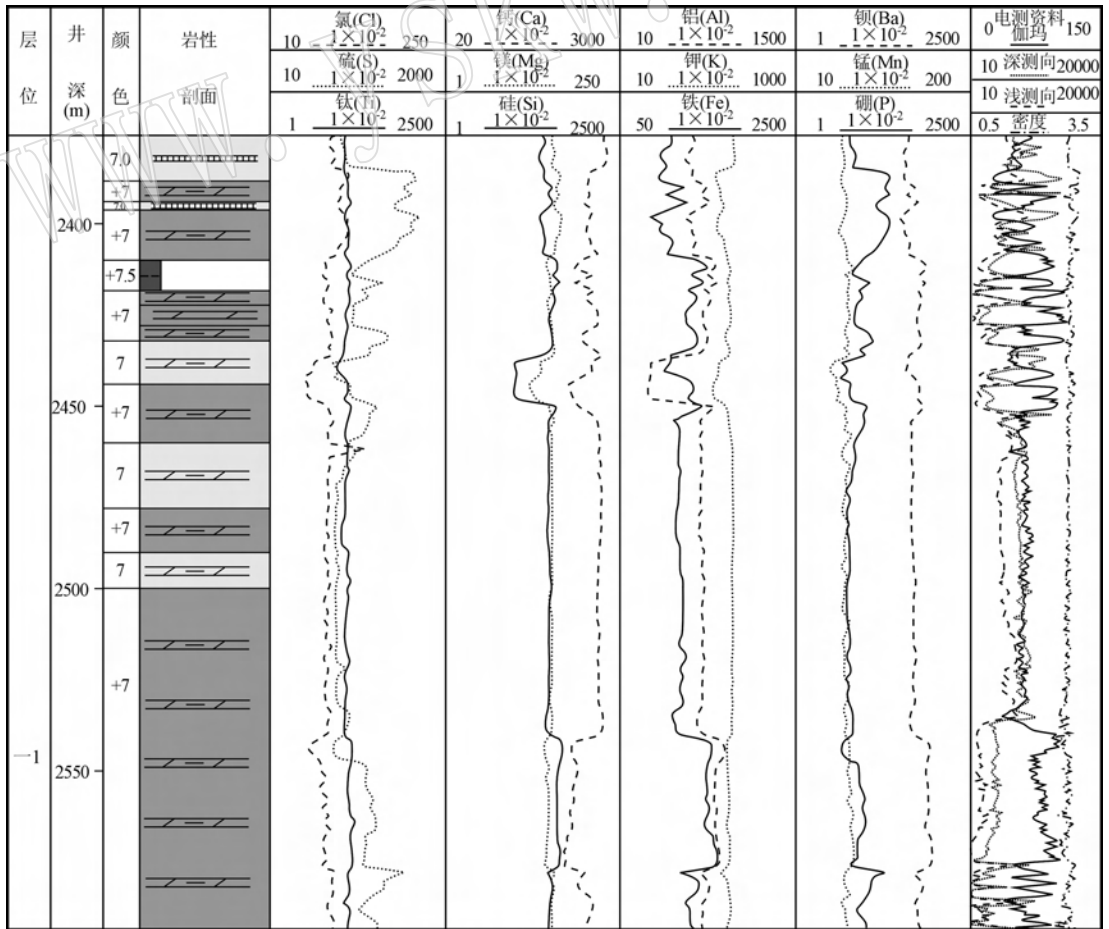 层位
井深(m)
颜色
岩性剖面
氯(Cl)
10 1×10-2 250
硫(S)
10 1×10-2 2000
钛(Ti)
1 1×10-2 2500
钙(Ca)
20 1×10-2 3000
镁(Mg)
1 1×10-2 250
硅(Si)
1 1×10-2 2500
铝(Al)
10 1×10-2 1500
钾(K)
10 1×10-2 1000
铁(Fe)
50 1×10-2 2500
钡(Ba)
1 1×10-2 2500
锰(Mn)
10 1×10-2 200
硼(P)
1 1×10-2 2500
电测资料
0 伽玛 150
10 深测向 20000
10 浅测向 20000
密度
0.5 3.5
7.0
+7
7.0
2400
+7
+7.5
+7
7
2450
+7
7
+7
7
2500
+7
一1
2550
www.ysk